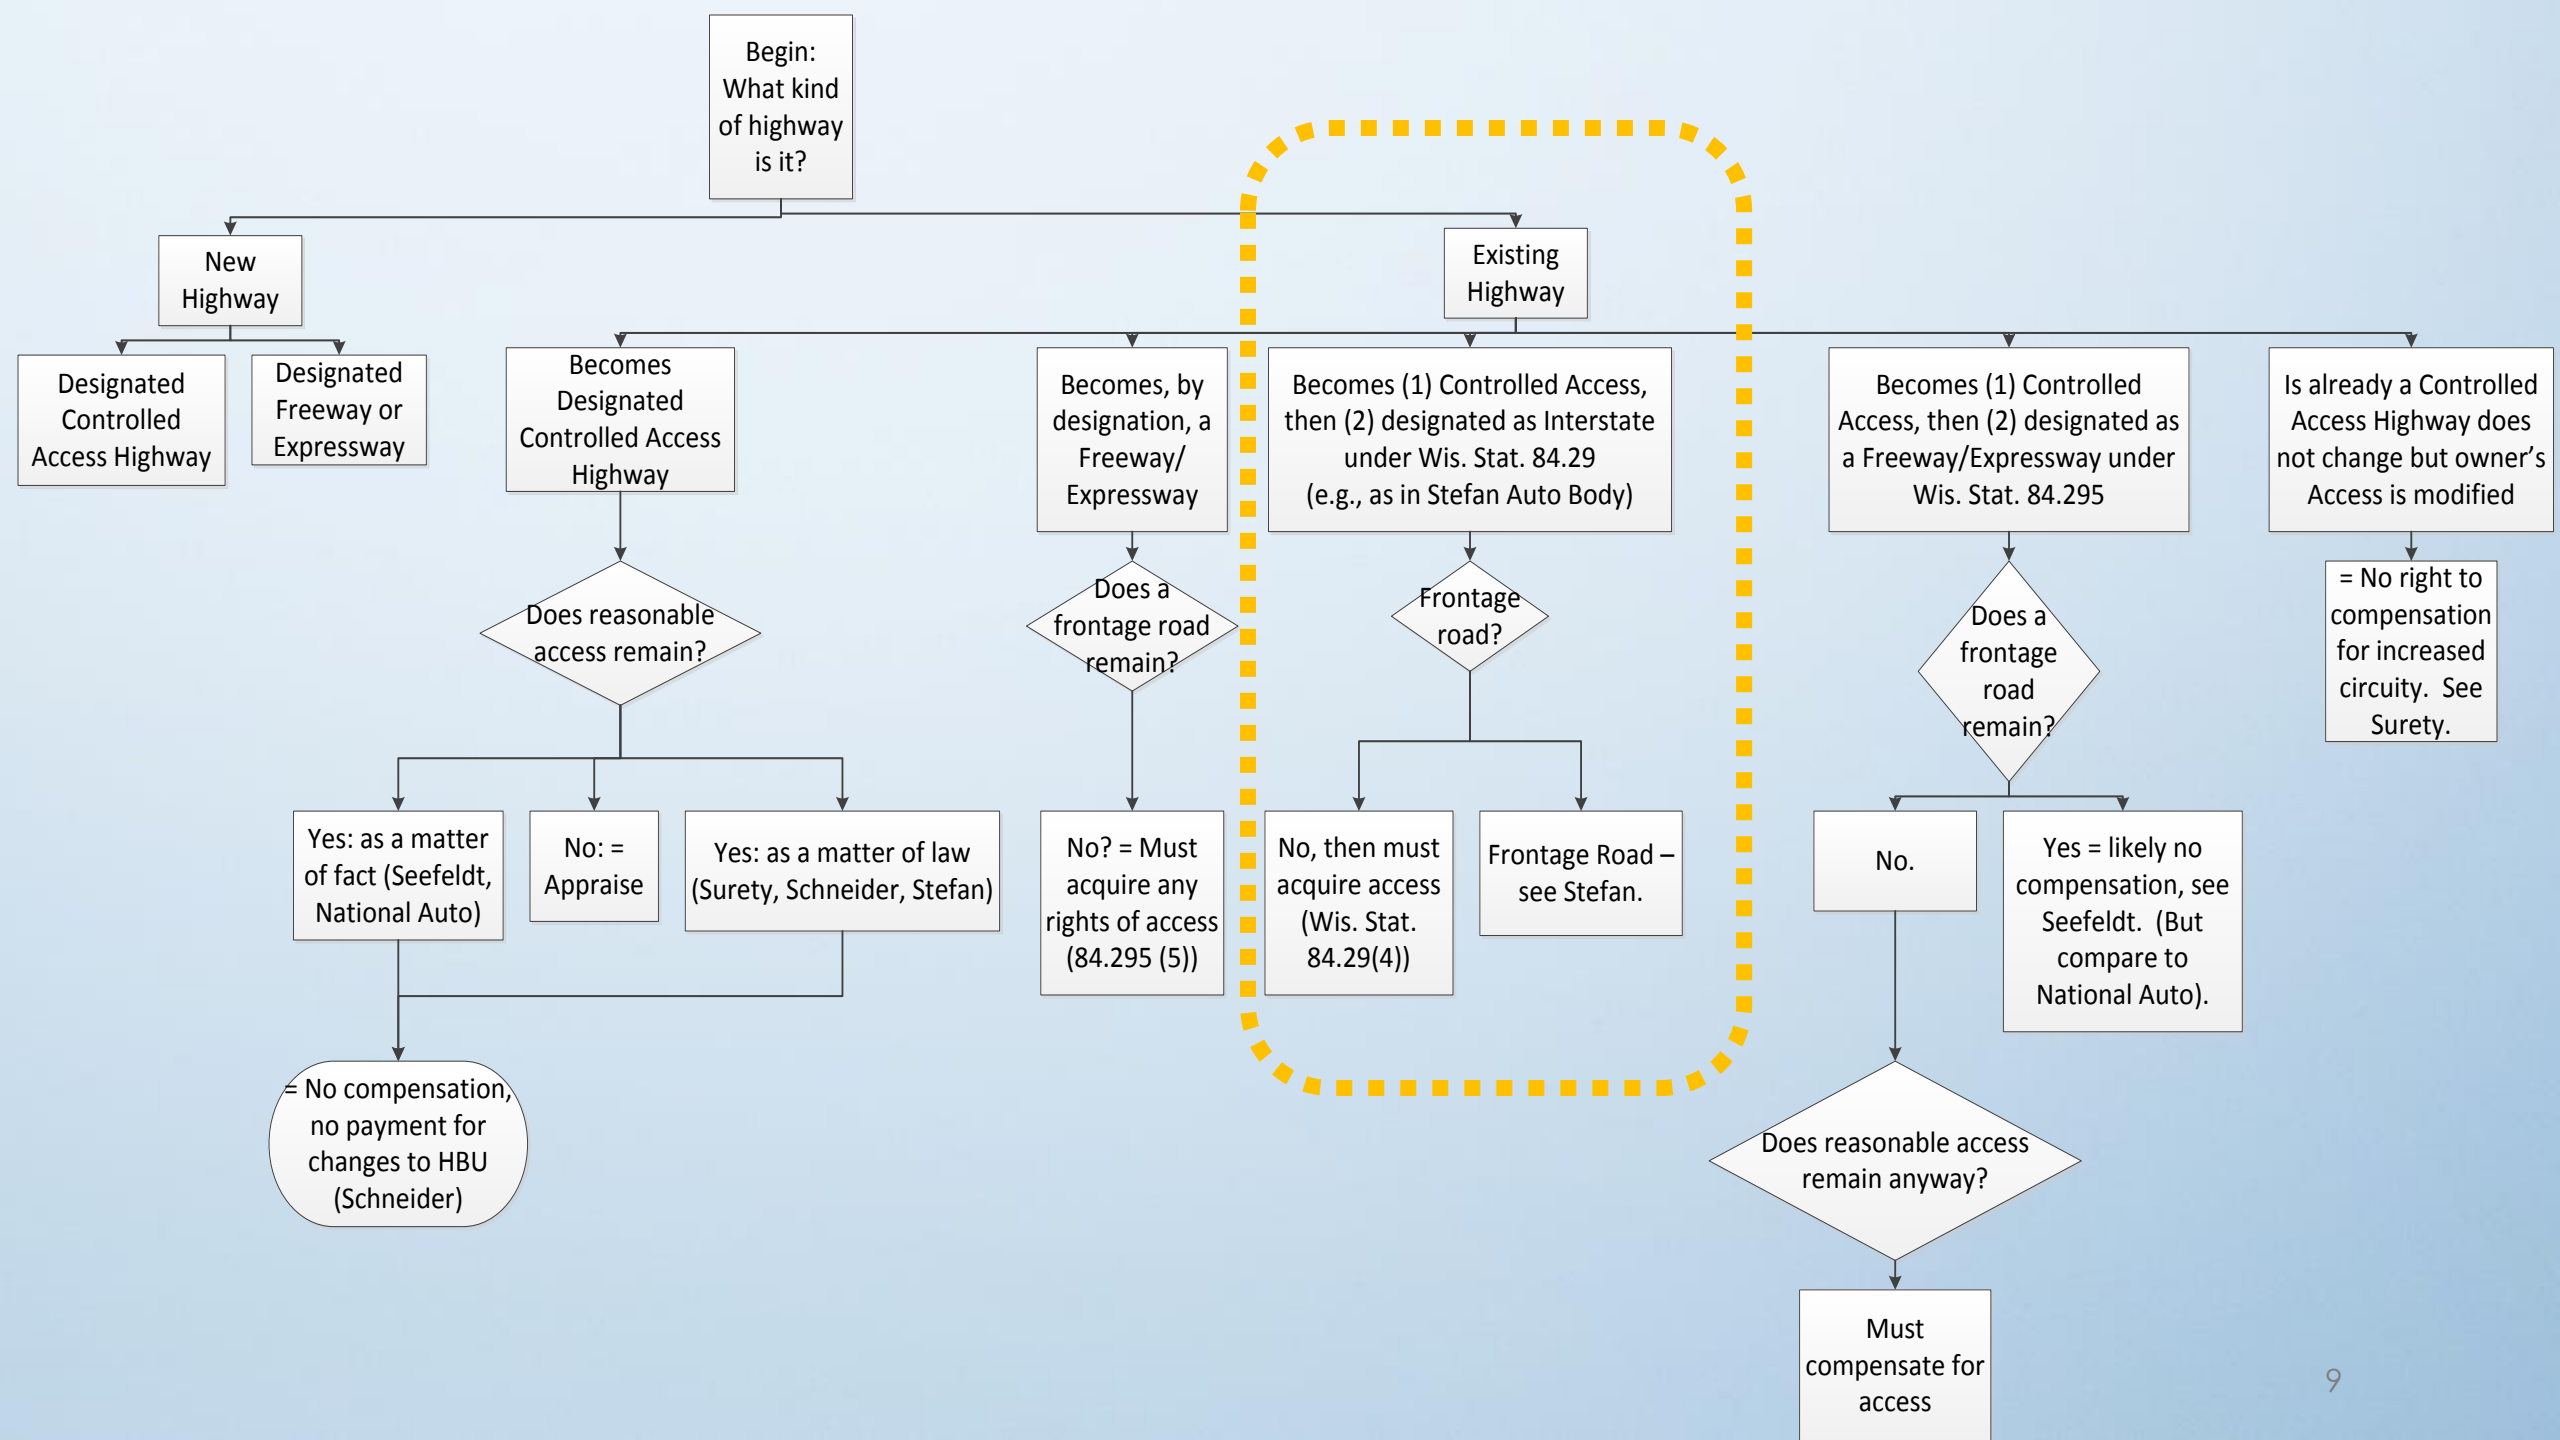 Begin:
What kind
of highway
is it?
New
Highway
Existing
Highway
Designated
Controlled
Access Highway
Designated
Freeway or
Expressway
Becomes
Designated
Controlled Access
Highway
Becomes, by
designation, a
Freeway/
Expressway
Becomes (1) Controlled Access,
then (2) designated as Interstate
under Wis. Stat. 84.29
(e.g., as in Stefan Auto Body)
Becomes (1) Controlled
Access, then (2) designated as
a Freeway/Expressway under
Wis. Stat. 84.295
Is already a Controlled
Access Highway does
not change but owner’s
Access is modified
Does reasonable
access remain?
Does a
frontage road
remain?
Frontage
road?
Does a
frontage
road
remain?
= No right to
compensation
for increased
circuity.  See
Surety.
Yes: as a matter
of fact (Seefeldt,
National Auto)
No: =
Appraise
Yes: as a matter of law
(Surety, Schneider, Stefan)
No? = Must
acquire any
rights of access
(84.295 (5))
No, then must
acquire access
(Wis. Stat.
84.29(4))
Frontage Road –
see Stefan.
No.
Yes = likely no
compensation, see
Seefeldt.  (But
compare to
National Auto).
= No compensation,
no payment for
changes to HBU
(Schneider)
Does reasonable access
remain anyway?
Must
compensate for
access
9